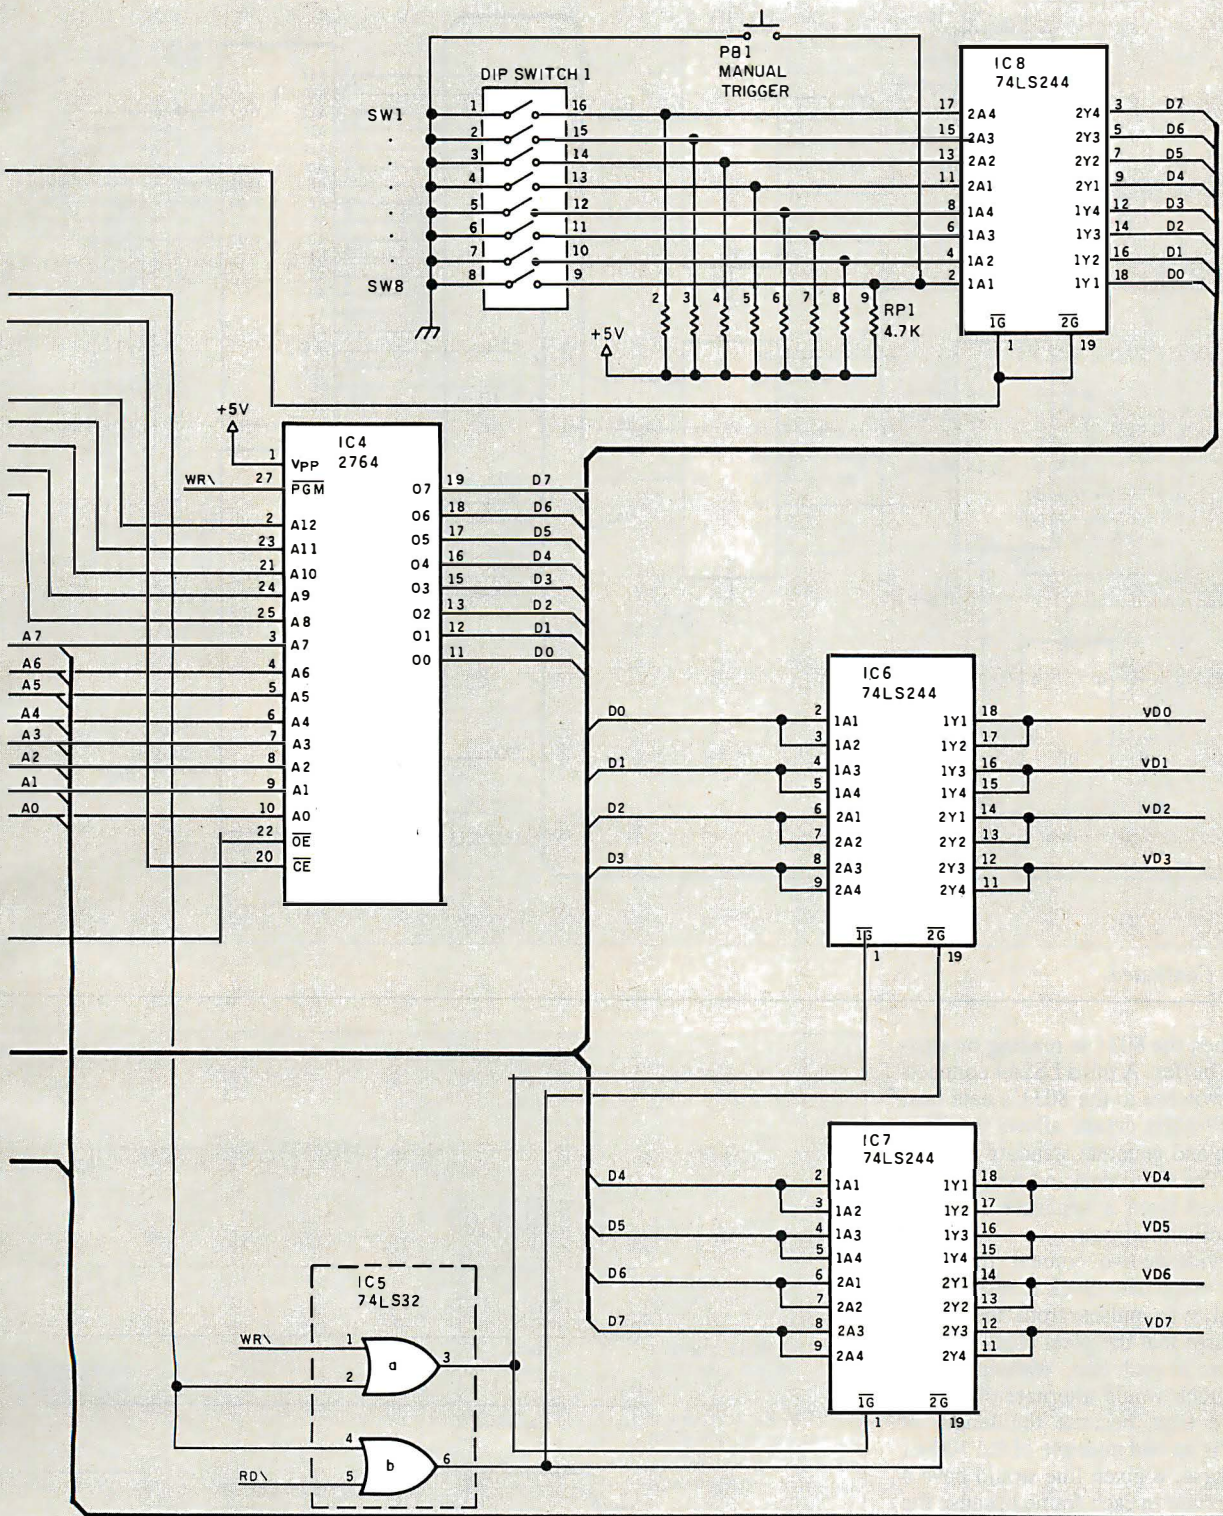 PB1
MANUAL
TRIGGER
DIP SWITCH 1
SW1
.
.
.
.
.
SW8
1 16
2 15
3 14
4 13
5 12
6 11
7 10
8 9
2 3 4 5 6 7 8 9
RP1
4.7K
+5V
IC8
74LS244
17 2A4 2Y4 3 D7
15 2A3 2Y3 5 D6
13 2A2 2Y2 7 D5
11 2A1 2Y1 9 D4
8 1A4 1Y4 12 D3
6 1A3 1Y3 14 D2
4 1A2 1Y2 16 D1
2 1A1 1Y1 18 D0
1G 2G
1 19
+5V
IC4
2764
1 VPP
WR\ 27 PGM
2 A12
23 A11
21 A10
24 A9
25 A8
A7 3 A7
A6 4 A6
A5 5 A5
A4 6 A4
A3 7 A3
A2 8 A2
A1 9 A1
A0 10 A0
22 OE
20 CE
O7 19 D7
O6 18 D6
O5 17 D5
O4 16 D4
O3 15 D3
O2 13 D2
O1 12 D1
O0 11 D0
IC6
74LS244
D0 2 1A1 1Y1 18 VD0
3 1A2 1Y2 17
D1 4 1A3 1Y3 16 VD1
5 1A4 1Y4 15
D2 6 2A1 2Y1 14 VD2
7 2A2 2Y2 13
D3 8 2A3 2Y3 12 VD3
9 2A4 2Y4 11
1G 2G
1 19
IC7
74LS244
D4 2 1A1 1Y1 18 VD4
3 1A2 1Y2 17
D5 4 1A3 1Y3 16 VD5
5 1A4 1Y4 15
D6 6 2A1 2Y1 14 VD6
7 2A2 2Y2 13
D7 8 2A3 2Y3 12 VD7
9 2A4 2Y4 11
1G 2G
1 19
IC5
74LS32
WR\ 1
2
a 3
4
RD\ 5
b 6